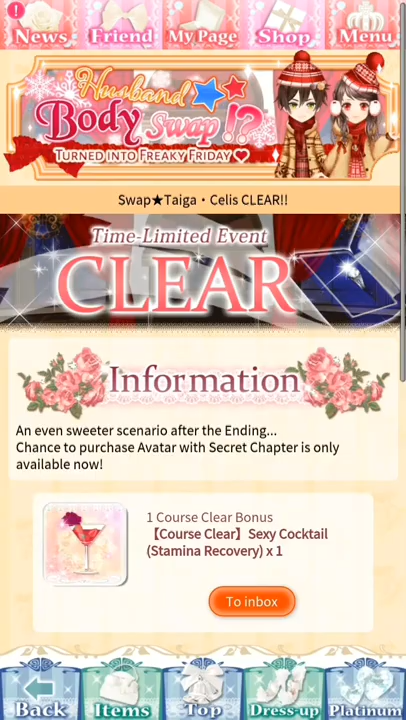 !
News
Friend
My Page
Shop
Menu
Husband
Body Swap!?
TURNED INTO FREAKY FRIDAY♥
Swap★Taiga・Celis CLEAR!!
Time-Limited Event
CLEAR
Information
An even sweeter scenario after the Ending...
Chance to purchase Avatar with Secret Chapter is only
available now!
1 Course Clear Bonus
【Course Clear】Sexy Cocktail
(Stamina Recovery) x 1
To inbox
Back
Items
Top
Dress-up
Platinum